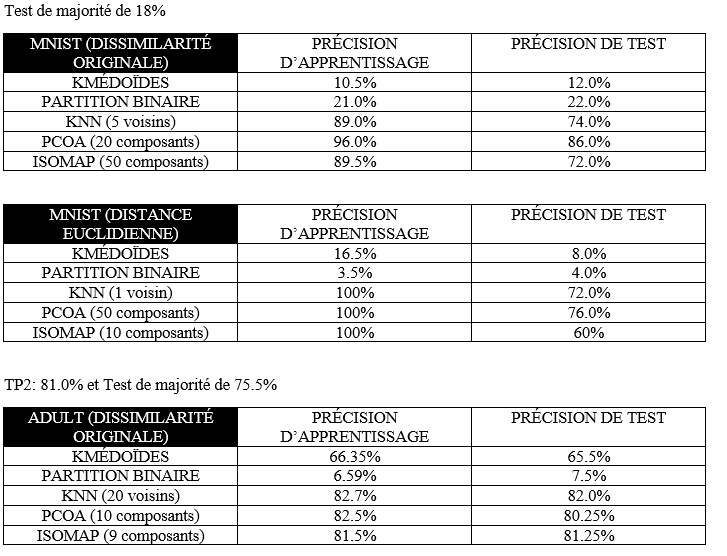 Test de majorité de 18%
MNIST (DISSIMILARITÉ ORIGINALE) PRÉCISION D'APPRENTISSAGE PRÉCISION DE TEST
KMÉDOÏDES 10.5% 12.0%
PARTITION BINAIRE 21.0% 22.0%
KNN (5 voisins) 89.0% 74.0%
PCOA (20 composants) 96.0% 86.0%
ISOMAP (50 composants) 89.5% 72.0%
MNIST (DISTANCE EUCLIDIENNE) PRÉCISION D'APPRENTISSAGE PRÉCISION DE TEST
KMÉDOÏDES 16.5% 8.0%
PARTITION BINAIRE 3.5% 4.0%
KNN (1 voisin) 100% 72.0%
PCOA (50 composants) 100% 76.0%
ISOMAP (10 composants) 100% 60%
TP2: 81.0% et Test de majorité de 75.5%
ADULT (DISSIMILARITÉ ORIGINALE) PRÉCISION D'APPRENTISSAGE PRÉCISION DE TEST
KMÉDOÏDES 66.35% 65.5%
PARTITION BINAIRE 6.59% 7.5%
KNN (20 voisins) 82.7% 82.0%
PCOA (10 composants) 82.5% 80.25%
ISOMAP (9 composants) 81.5% 81.25%